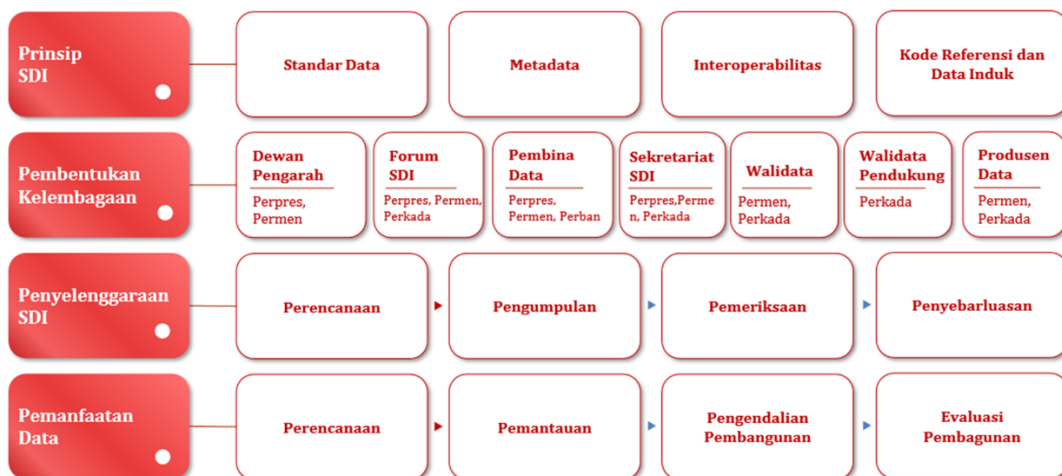 Prinsip
SDI
Standar Data
Metadata
Interoperabilitas
Kode Referensi dan
Data Induk
Pembentukan
Kelembagaan
Dewan
Pengarah
Perpres,
Permen
Forum
SDI
Perpres, Permen,
Perkada
Pembina
Data
Perpres,
Permen, Perban
Sekretariat
SDI
Perpres,Perme
n, Perkada
Walidata
Permen,
Perkada
Walidata
Pendukung
Perkada
Produsen
Data
Permen,
Perkada
Penyelenggaraan
SDI
Perencanaan
Pengumpulan
Pemeriksaan
Penyebarluasan
Pemanfaatan
Data
Perencanaan
Pemantauan
Pengendalian
Pembangunan
Evaluasi
Pembagunan